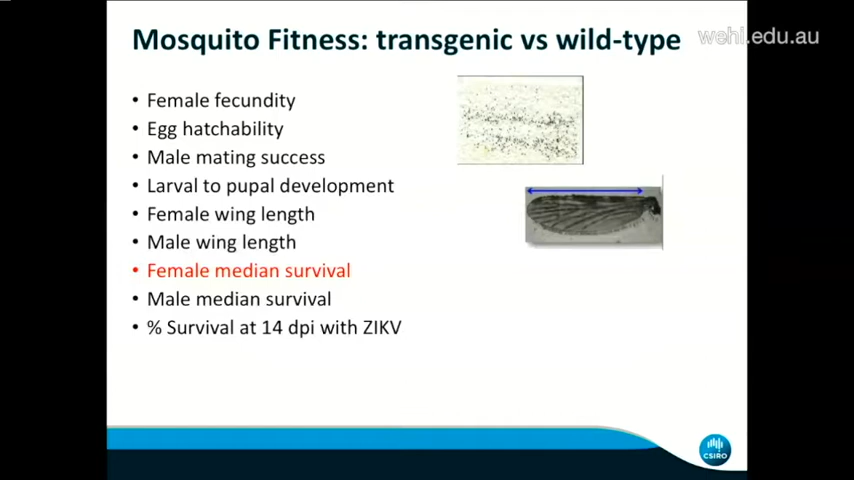 Mosquito Fitness: transgenic vs wild-type
wehi.edu.au
• Female fecundity
• Egg hatchability
• Male mating success
• Larval to pupal development
• Female wing length
• Male wing length
• Female median survival
• Male median survival
• % Survival at 14 dpi with ZIKV
CSIRO